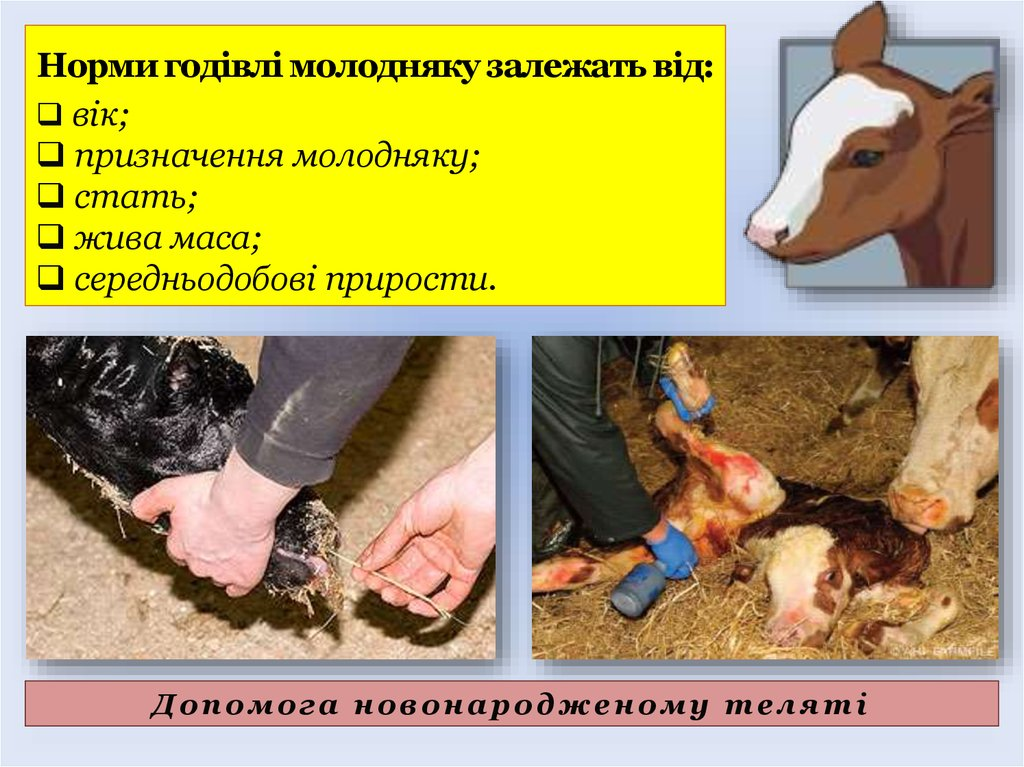 Норми годівлі молодняку залежать від:
вік;
призначення молодняку;
стать;
жива маса;
середньодобові прирости.
Допомога новонародженому теляті